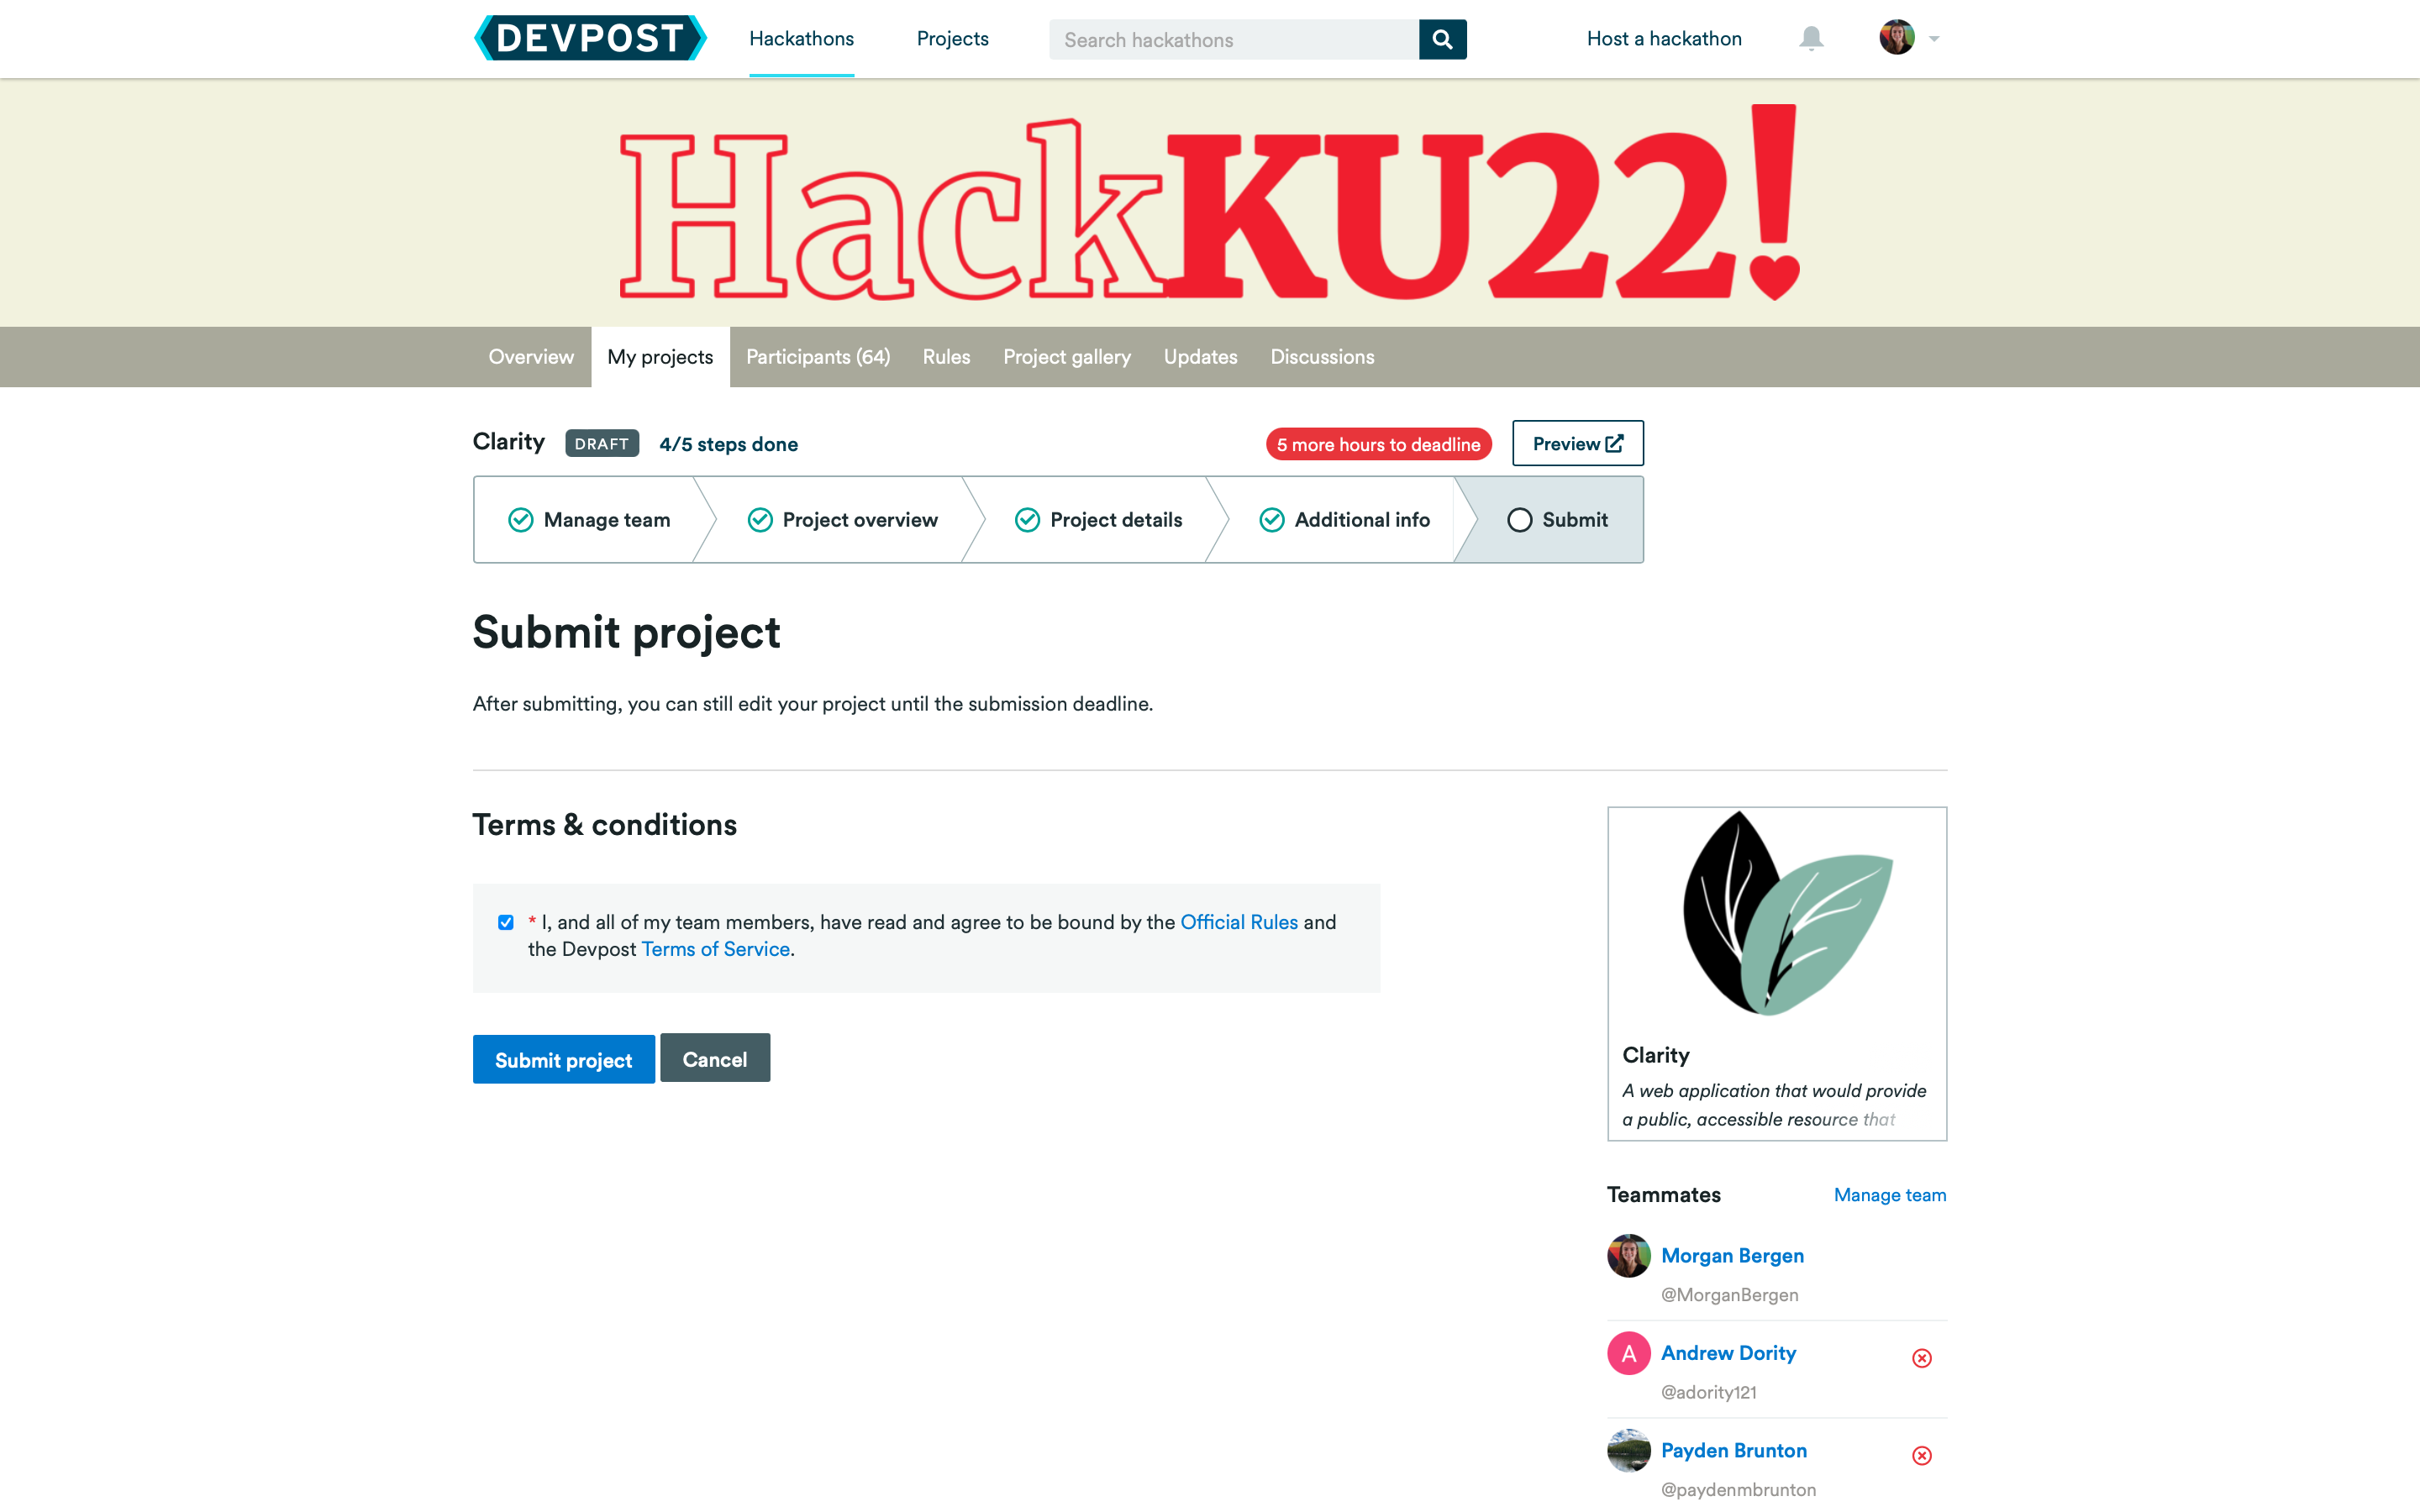 DEVPOST
Hackathons
Projects
Search hackathons
Host a hackathon
HackKU22!
Overview
My projects
Participants (64)
Rules
Project gallery
Updates
Discussions
Clarity
DRAFT
4/5 steps done
5 more hours to deadline
Preview
Manage team
Project overview
Project details
Additional info
Submit
Submit project
After submitting, you can still edit your project until the submission deadline.
Terms & conditions
* I, and all of my team members, have read and agree to be bound by the Official Rules and
the Devpost Terms of Service.
Submit project
Cancel
Clarity
A web application that would provide
a public, accessible resource that
Teammates
Manage team
Morgan Bergen
@MorganBergen
A
Andrew Dority
@adority121
Payden Brunton
@paydenmbrunton